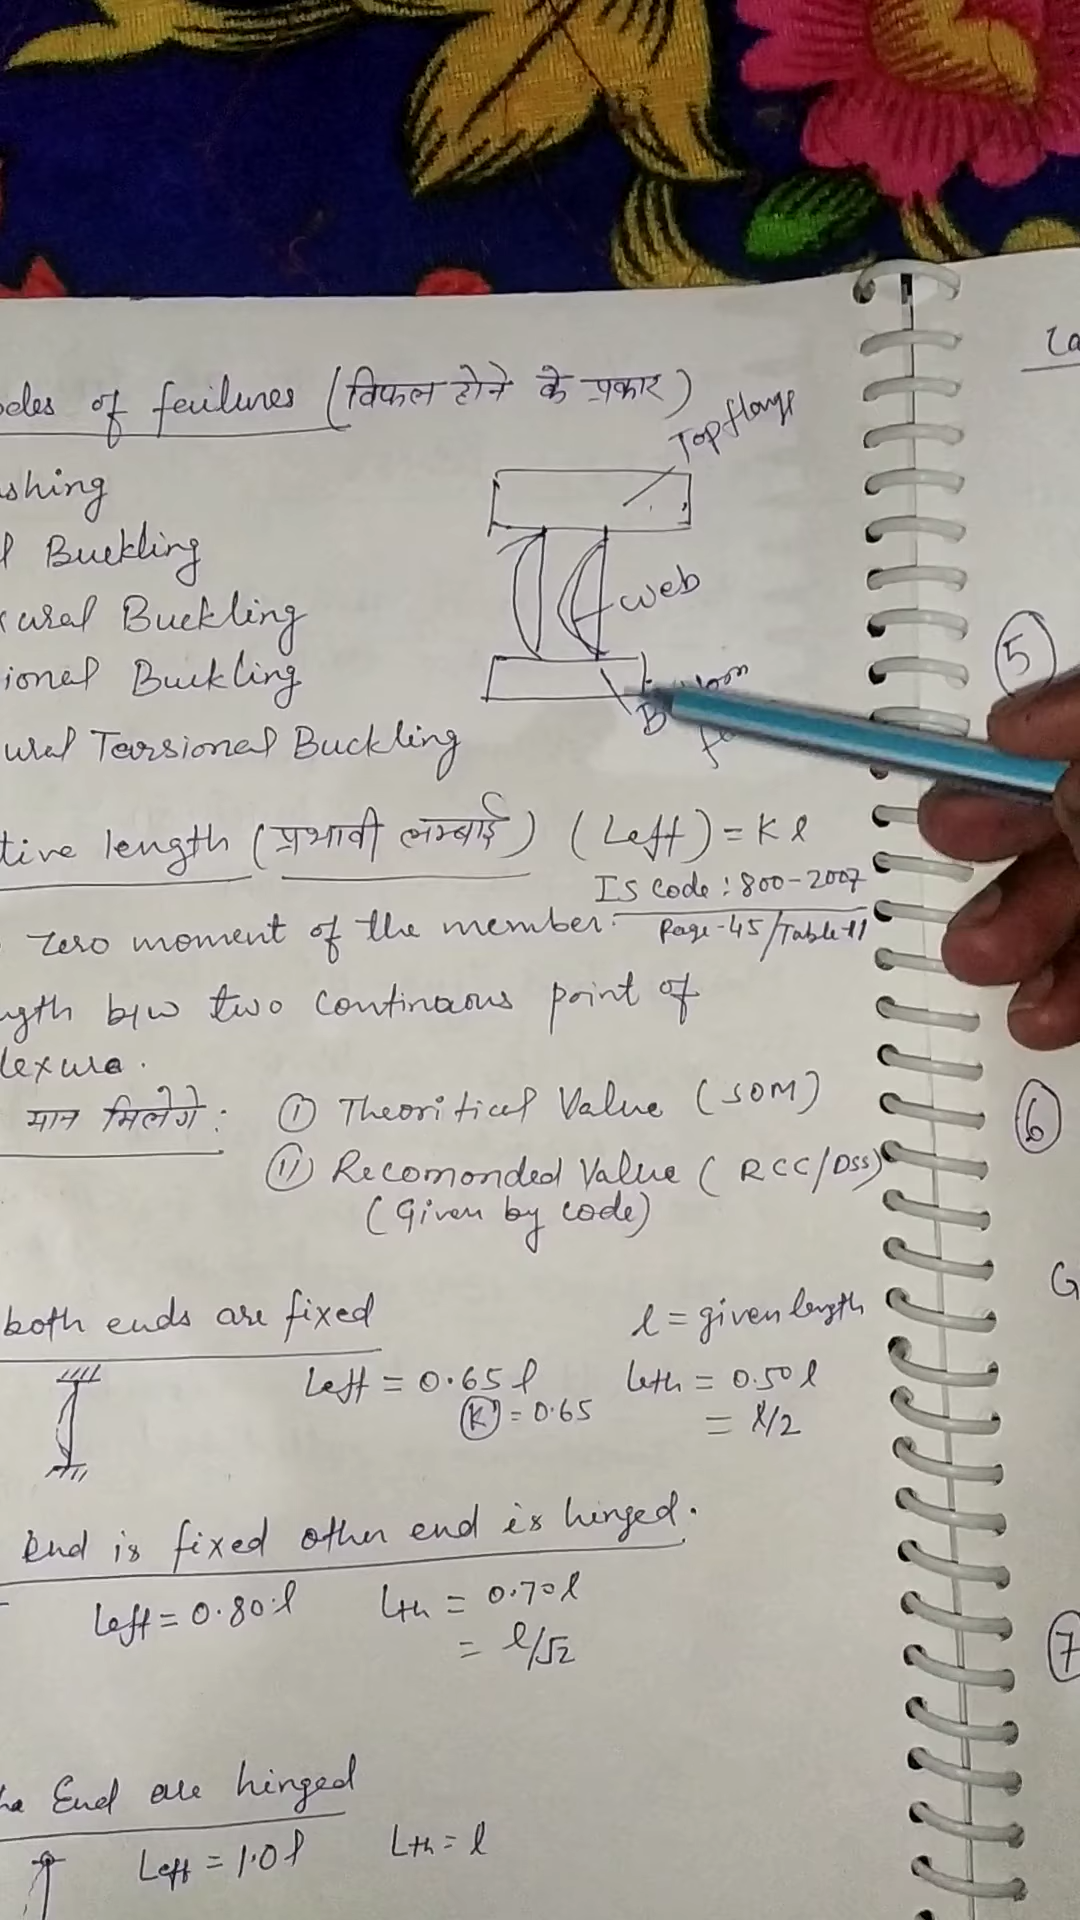 odes of failures (विफल होने के प्रकार)
Top flange
shing
l Buckling
web
xural Buckling
5
ional Buckling
ural Torsional Buckling
tive length (प्रभावी लम्बाई) (Leff) = K l
IS Code : 800-2007
Page-45/Table-11
zero moment of the member.
ngth b/w two continuous point of
lexure.
मान मिलेगे : (i) Theoritical Value (SOM)
6
(ii) Recomonded Value (RCC/DSS)
(Given by code)
G
both ends are fixed
l = given length
Leff = 0.65 l
Leth = 0.50 l
K = 0.65
= l/2
End is fixed other end is hinged.
Leff = 0.80 l
Lth = 0.70 l
= l/√2
7
End are hinged
Leff = 1.0 l
Lth = l